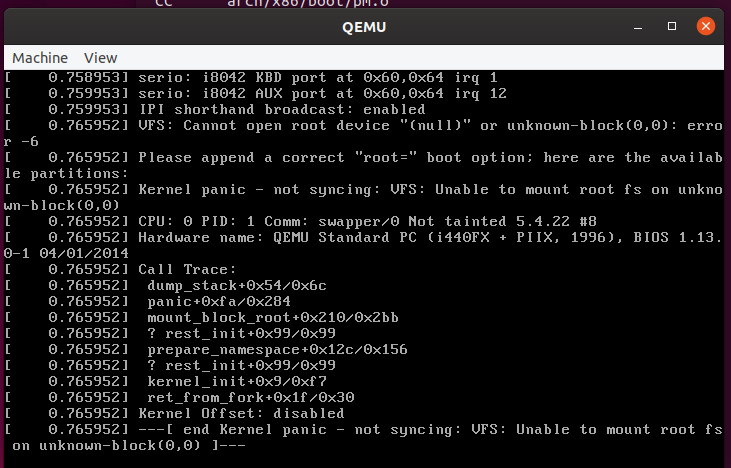 CC arch/x86/boot/pm.o
QEMU
Machine View
[    0.758953] serio: i8042 KBD port at 0x60,0x64 irq 1
[    0.759953] serio: i8042 AUX port at 0x60,0x64 irq 12
[    0.759953] IPI shorthand broadcast: enabled
[    0.765952] VFS: Cannot open root device "(null)" or unknown-block(0,0): erro
r -6
[    0.765952] Please append a correct "root=" boot option; here are the availab
le partitions:
[    0.765952] Kernel panic - not syncing: VFS: Unable to mount root fs on unkno
wn-block(0,0)
[    0.765952] CPU: 0 PID: 1 Comm: swapper/0 Not tainted 5.4.22 #8
[    0.765952] Hardware name: QEMU Standard PC (i440FX + PIIX, 1996), BIOS 1.13.
0-1 04/01/2014
[    0.765952] Call Trace:
[    0.765952]  dump_stack+0x54/0x6c
[    0.765952]  panic+0xfa/0x284
[    0.765952]  mount_block_root+0x210/0x2bb
[    0.765952]  ? rest_init+0x99/0x99
[    0.765952]  prepare_namespace+0x12c/0x156
[    0.765952]  ? rest_init+0x99/0x99
[    0.765952]  kernel_init+0x9/0xf7
[    0.765952]  ret_from_fork+0x1f/0x30
[    0.765952] Kernel Offset: disabled
[    0.765952] ---[ end Kernel panic - not syncing: VFS: Unable to mount root fs
 on unknown-block(0,0) ]---